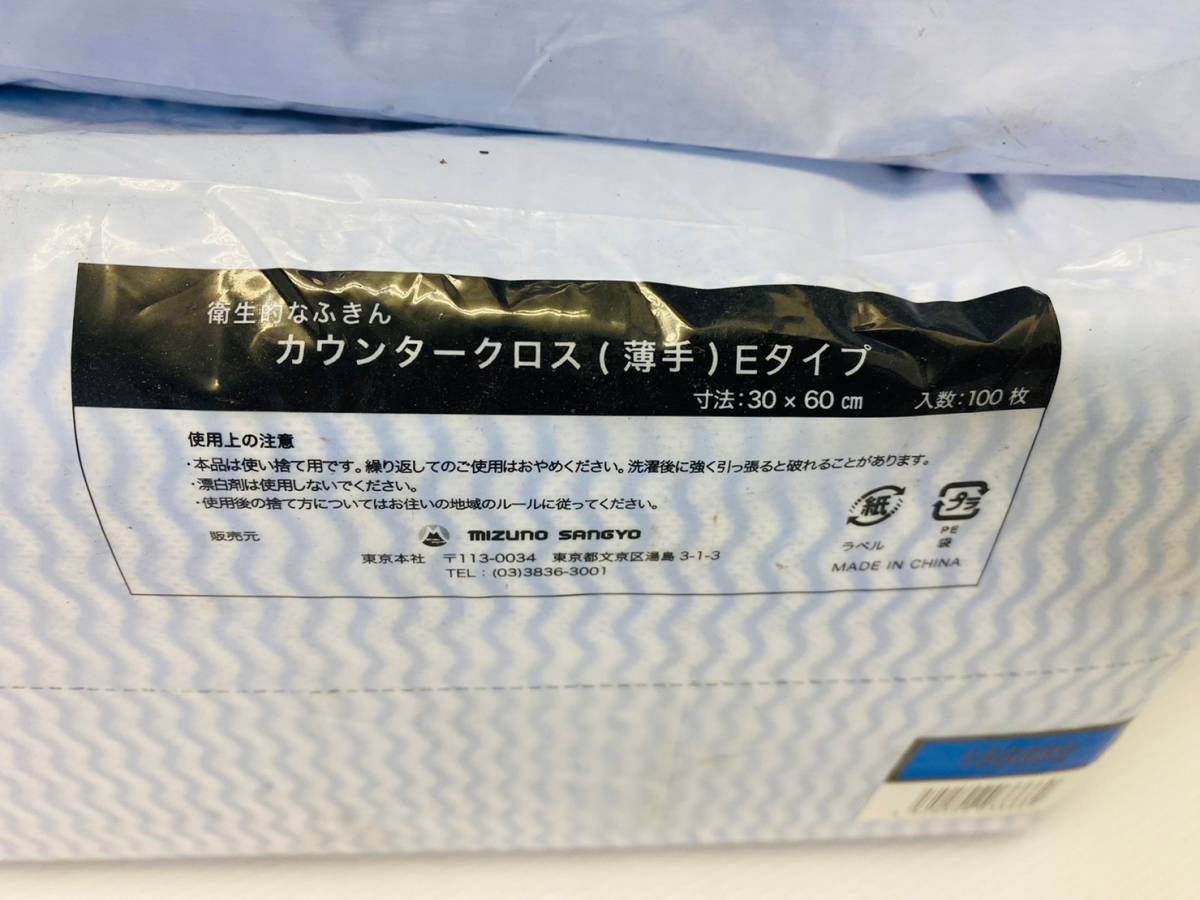 衛生的なふきん
カウンタークロス(薄手)Eタイプ
寸法:30×60cm 入数:100枚
使用上の注意
・本品は使い捨て用です。繰り返してのご使用はおやめください。洗濯後に強く引っ張ると破れることがあります。
・漂白剤は使用しないでください。
・使用後の捨て方についてはお住いの地域のルールに従ってください。
販売元 MIZUNO SANGYO
東京本社 〒113-0034 東京都文京区湯島3-1-3
TEL:(03)3836-3001
紙 プラ
PE
ラベル 袋
MADE IN CHINA